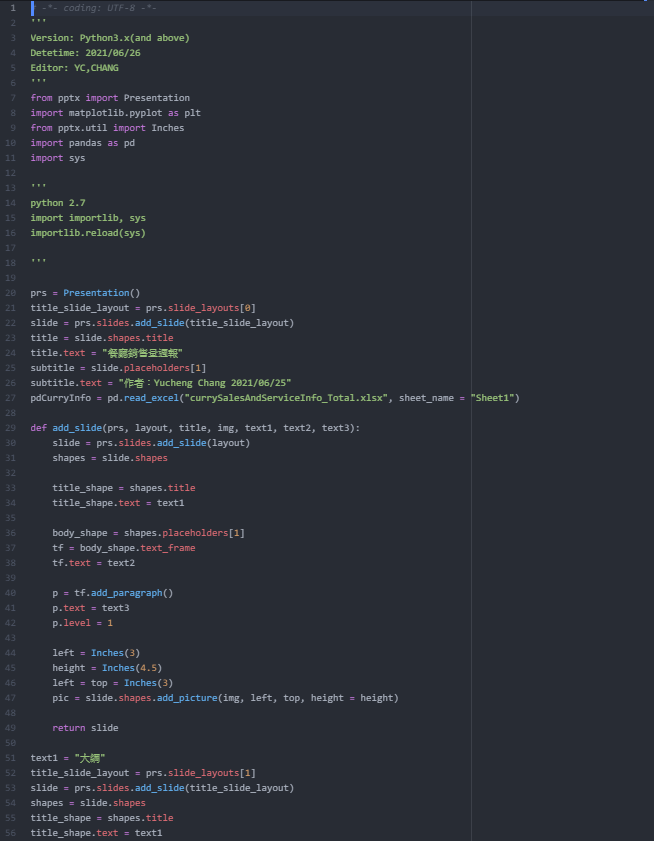 1 # -*- coding: UTF-8 -*-
2 '''
3 Version: Python3.x(and above)
4 Detetime: 2021/06/26
5 Editor: YC,CHANG
6 '''
7 from pptx import Presentation
8 import matplotlib.pyplot as plt
9 from pptx.util import Inches
10 import pandas as pd
11 import sys
12
13 '''
14 python 2.7
15 import importlib, sys
16 importlib.reload(sys)
17
18 '''
19
20 prs = Presentation()
21 title_slide_layout = prs.slide_layouts[0]
22 slide = prs.slides.add_slide(title_slide_layout)
23 title = slide.shapes.title
24 title.text = "餐廳銷售量週報"
25 subtitle = slide.placeholders[1]
26 subtitle.text = "作者：Yucheng Chang 2021/06/25"
27 pdCurryInfo = pd.read_excel("currySalesAndServiceInfo_Total.xlsx", sheet_name = "Sheet1")
28
29 def add_slide(prs, layout, title, img, text1, text2, text3):
30     slide = prs.slides.add_slide(layout)
31     shapes = slide.shapes
32
33     title_shape = shapes.title
34     title_shape.text = text1
35
36     body_shape = shapes.placeholders[1]
37     tf = body_shape.text_frame
38     tf.text = text2
39
40     p = tf.add_paragraph()
41     p.text = text3
42     p.level = 1
43
44     left = Inches(3)
45     height = Inches(4.5)
46     left = top = Inches(3)
47     pic = slide.shapes.add_picture(img, left, top, height = height)
48
49     return slide
50
51 text1 = "大綱"
52 title_slide_layout = prs.slide_layouts[1]
53 slide = prs.slides.add_slide(title_slide_layout)
54 shapes = slide.shapes
55 title_shape = shapes.title
56 title_shape.text = text1